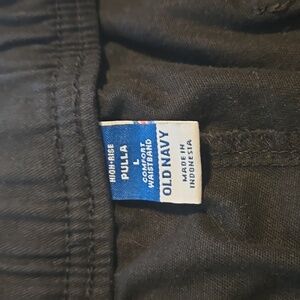 HIGH-RISE
PULLA
L
COMFORT
WAISTBAND
OLD NAVY
MADE IN
INDONESIA